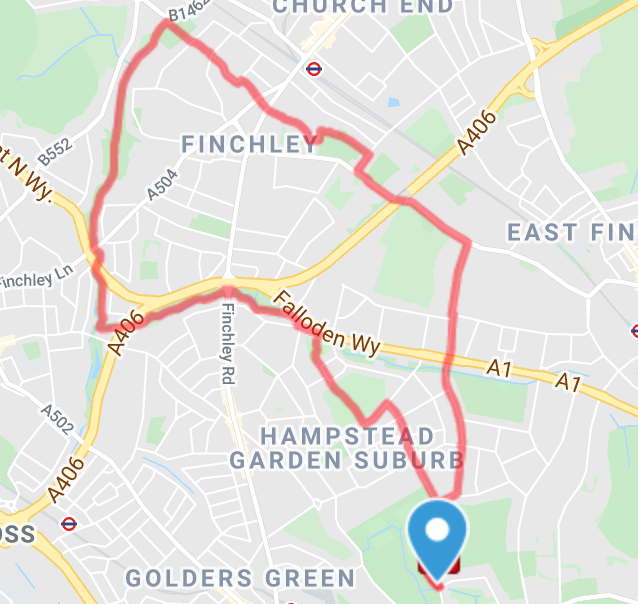 CHURCH END
B1462
FINCHLEY
A406
B552
A504
t N Wy.
EAST FIN
Finchley Ln
A406
Falloden Wy
Finchley Rd
A1
A1
A502
HAMPSTEAD
GARDEN SUBURB
A406
OSS
GOLDERS GREEN